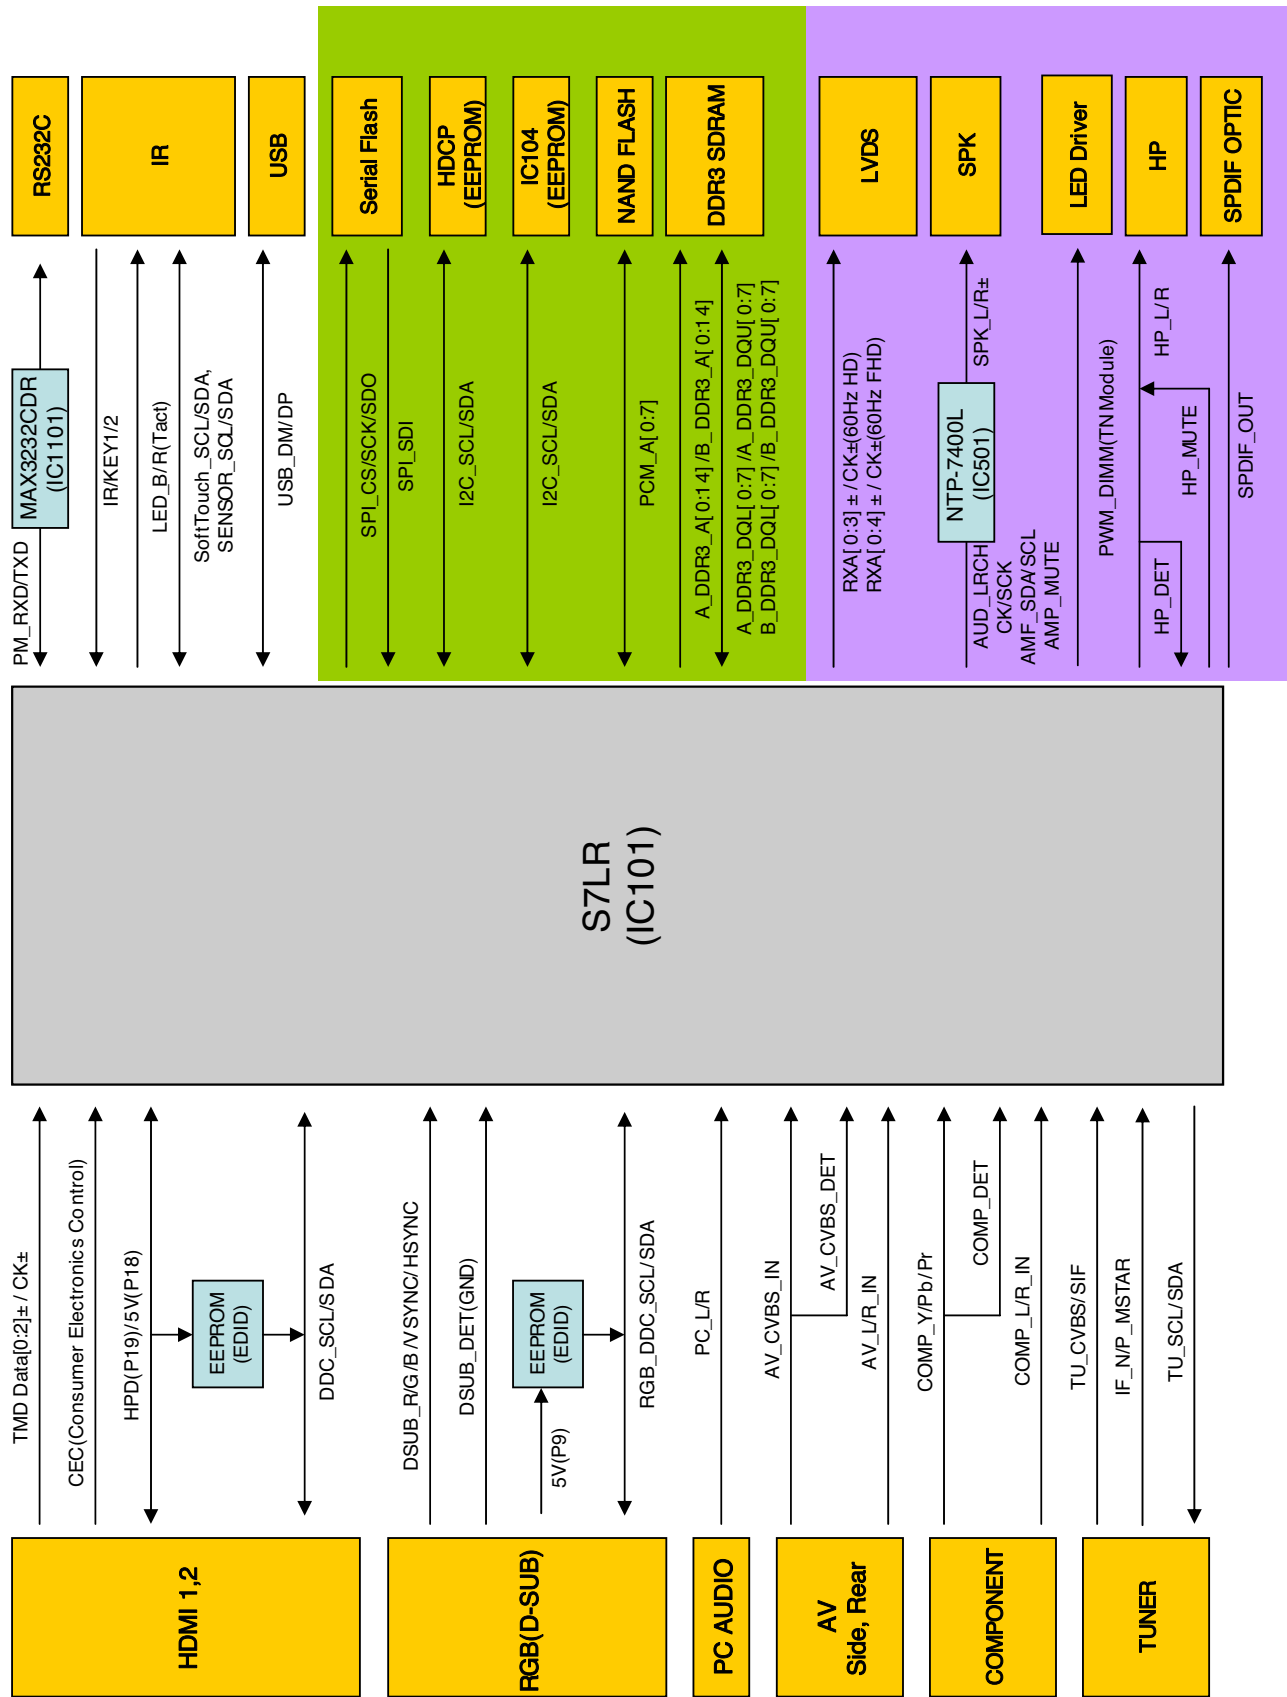 HDMI 1,2
TMD Data[0:2]± / CK±
CEC(Consumer Electronics Control)
HPD(P19)/5V(P18)
EEPROM
(EDID)
DDC_SCL/SDA
RGB(D-SUB)
DSUB_R/G/B/VSYNC/HSYNC
DSUB_DET(GND)
5V(P9)
EEPROM
(EDID)
RGB_DDC_SCL/SDA
PC AUDIO
PC_L/R
AV
Side, Rear
AV_CVBS_IN
AV_CVBS_DET
AV_L/R_IN
COMPONENT
COMP_Y/Pb/Pr
COMP_DET
COMP_L/R_IN
TUNER
TU_CVBS/SIF
IF_N/P_MSTAR
TU_SCL/SDA
S7LR
(IC101)
PM_RXD/TXD
MAX3232CDR
(IC1101)
RS232C
IR/KEY1/2
LED_B/R(Tact)
SoftTouch_SCL/SDA,
SENSOR_SCL/SDA
IR
USB_DM/DP
USB
SPI_CS/SCK/SDO
SPI_SDI
Serial Flash
I2C_SCL/SDA
HDCP
(EEPROM)
I2C_SCL/SDA
IC104
(EEPROM)
PCM_A[0:7]
NAND FLASH
A_DDR3_A[0:14]/B_DDR3_A[0:14]
A_DDR3_DQL[0:7]/A_DDR3_DQU[0:7]
B_DDR3_DQL[0:7]/B_DDR3_DQU[0:7]
DDR3 SDRAM
RXA[0:3]±/CK±(60Hz HD)
RXA[0:4]±/CK±(60Hz FHD)
LVDS
AUD_LRCH
CK/SCK
AMF_SDA/SCL
AMP_MUTE
NTP-7400L
(IC501)
SPK_L/R±
SPK
PWM_DIMM(TN Module)
LED Driver
HP_DET
HP_MUTE
HP_L/R
HP
SPDIF_OUT
SPDIF OPTIC